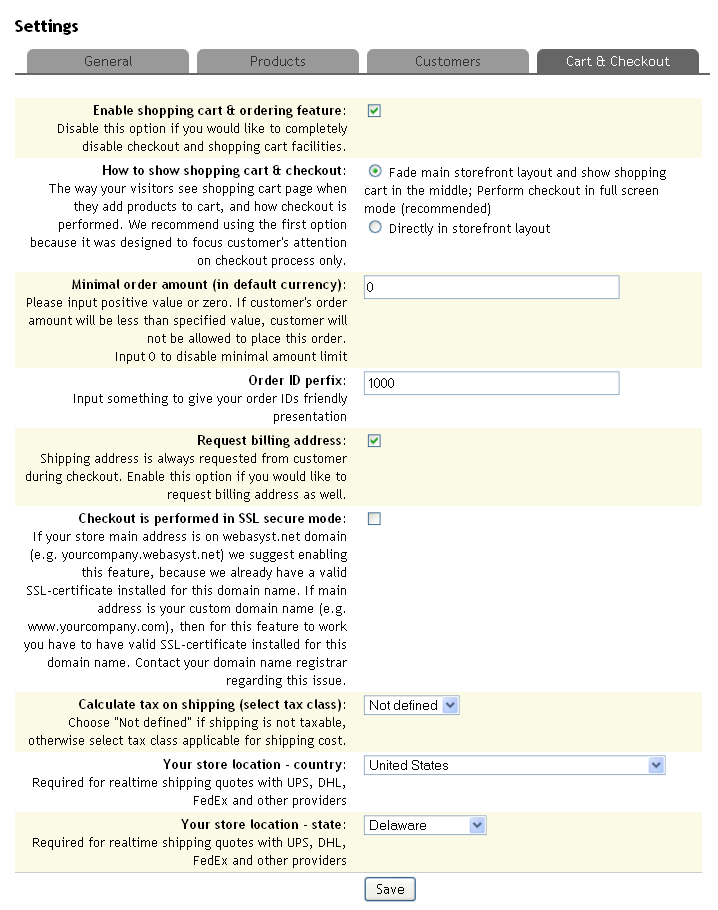 Settings
General
Products
Customers
Cart & Checkout
Enable shopping cart & ordering feature:
Disable this option if you would like to completely
disable checkout and shopping cart facilities.
How to show shopping cart & checkout:
The way your visitors see shopping cart page when
they add products to cart, and how checkout is
performed. We recommend using the first option
because it was designed to focus customer's attention
on checkout process only.
Fade main storefront layout and show shopping
cart in the middle; Perform checkout in full screen
mode (recommended)
Directly in storefront layout
Minimal order amount (in default currency):
Please input positive value or zero. If customer's order
amount will be less than specified value, customer will
not be allowed to place this order.
Input 0 to disable minimal amount limit
0
Order ID perfix:
Input something to give your order IDs friendly
presentation
1000
Request billing address:
Shipping address is always requested from customer
during checkout. Enable this option if you would like to
request billing address as well.
Checkout is performed in SSL secure mode:
If your store main address is on webasyst.net domain
(e.g. yourcompany.webasyst.net) we suggest enabling
this feature, because we already have a valid
SSL-certificate installed for this domain name. If main
address is your custom domain name (e.g.
www.yourcompany.com), then for this feature to work
you have to have valid SSL-certificate installed for this
domain name. Contact your domain name registrar
regarding this issue.
Calculate tax on shipping (select tax class):
Choose "Not defined" if shipping is not taxable,
otherwise select tax class applicable for shipping cost.
Not defined
Your store location - country:
Required for realtime shipping quotes with UPS, DHL,
FedEx and other providers
United States
Your store location - state:
Required for realtime shipping quotes with UPS, DHL,
FedEx and other providers
Delaware
Save